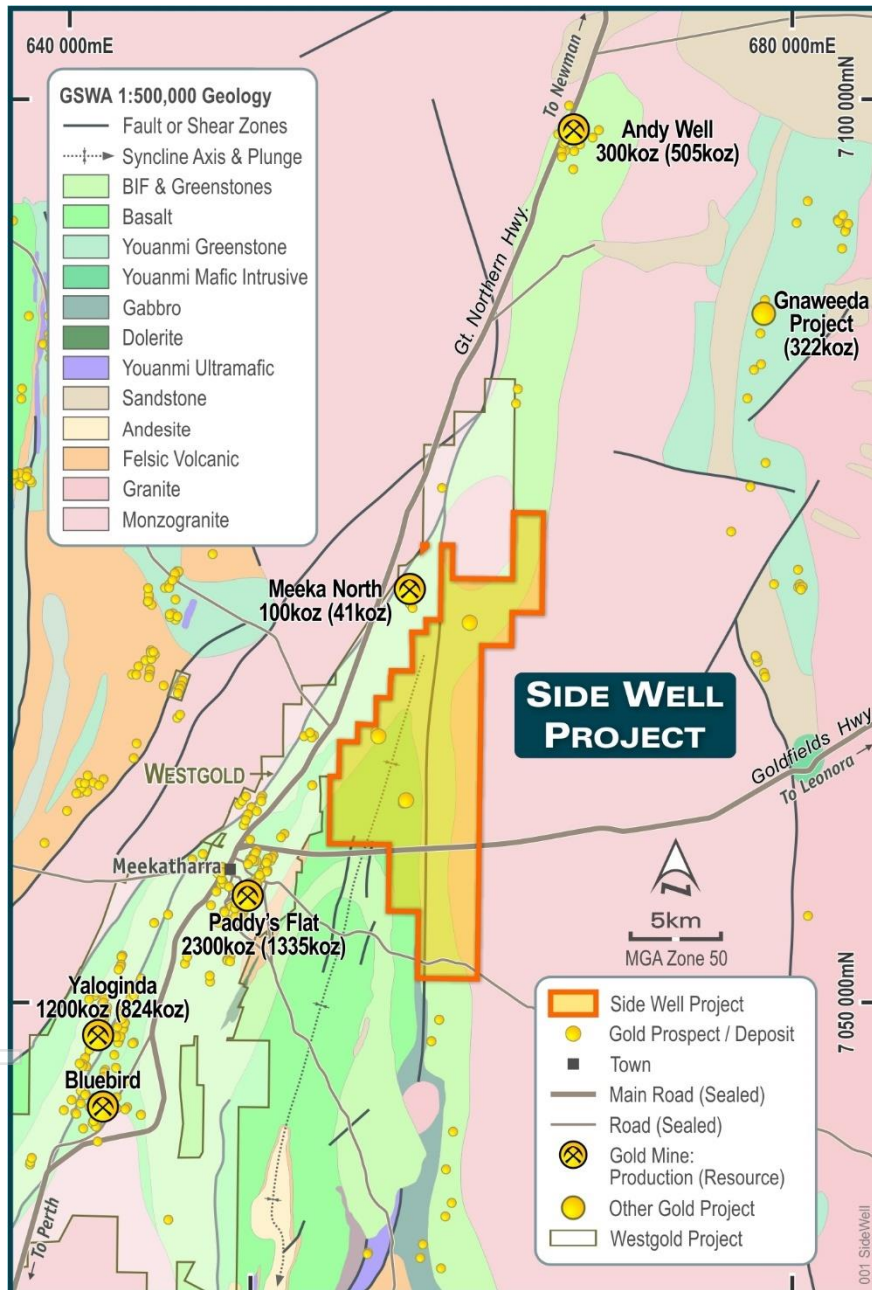 640 000mE
680 000mE
7 100 000mN
7 050 000mN
GSWA 1:500,000 Geology
Fault or Shear Zones
Syncline Axis & Plunge
BIF & Greenstones
Basalt
Youanmi Greenstone
Youanmi Mafic Intrusive
Gabbro
Dolerite
Youanmi Ultramafic
Sandstone
Andesite
Felsic Volcanic
Granite
Monzogranite
To Newman
Andy Well
300koz (505koz)
Gt. Northern Hwy.
Gnaweeda
Project
(322koz)
Meeka North
100koz (41koz)
SIDE WELL
PROJECT
WESTGOLD
Goldfields Hwy
To Leonora
Meekatharra
Paddy's Flat
2300koz (1335koz)
N
5km
MGA Zone 50
Yaloginda
1200koz (824koz)
Bluebird
To Perth
Side Well Project
Gold Prospect / Deposit
Town
Main Road (Sealed)
Road (Sealed)
Gold Mine:
Production (Resource)
Other Gold Project
Westgold Project
001 SideWell